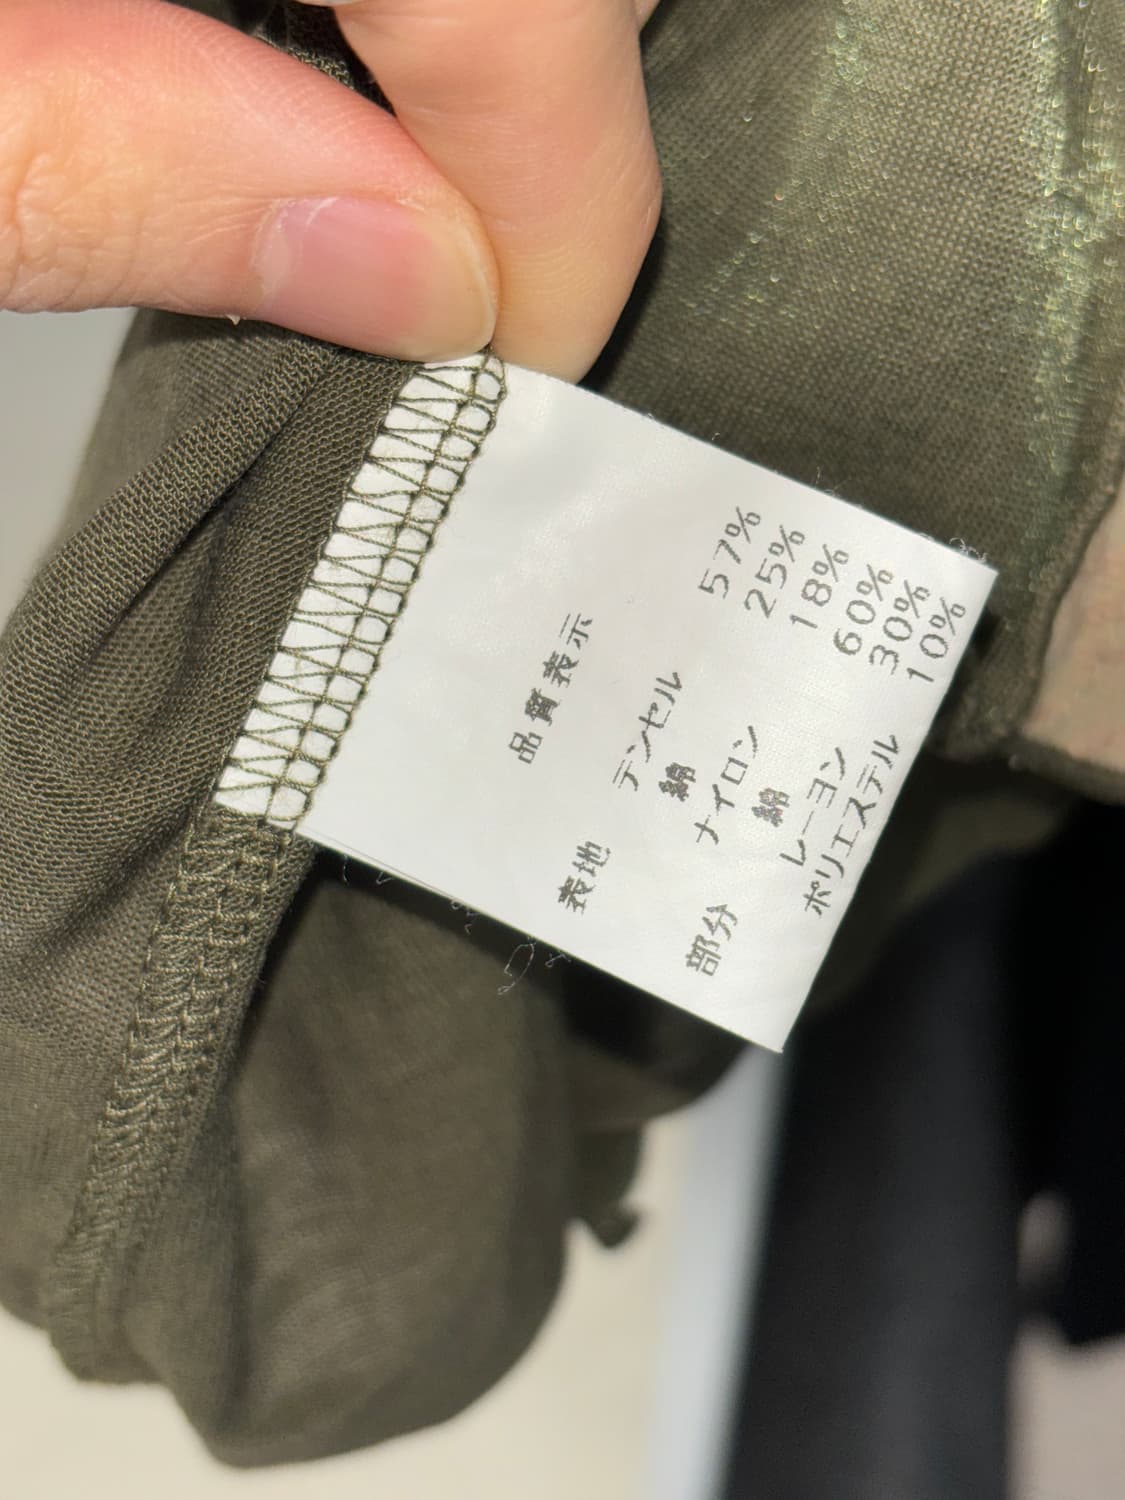 品質表示
表地 テンセル 57%
綿 25%
ナイロン 18%
部分 綿 60%
レーヨン 30%
ポリエステル 10%